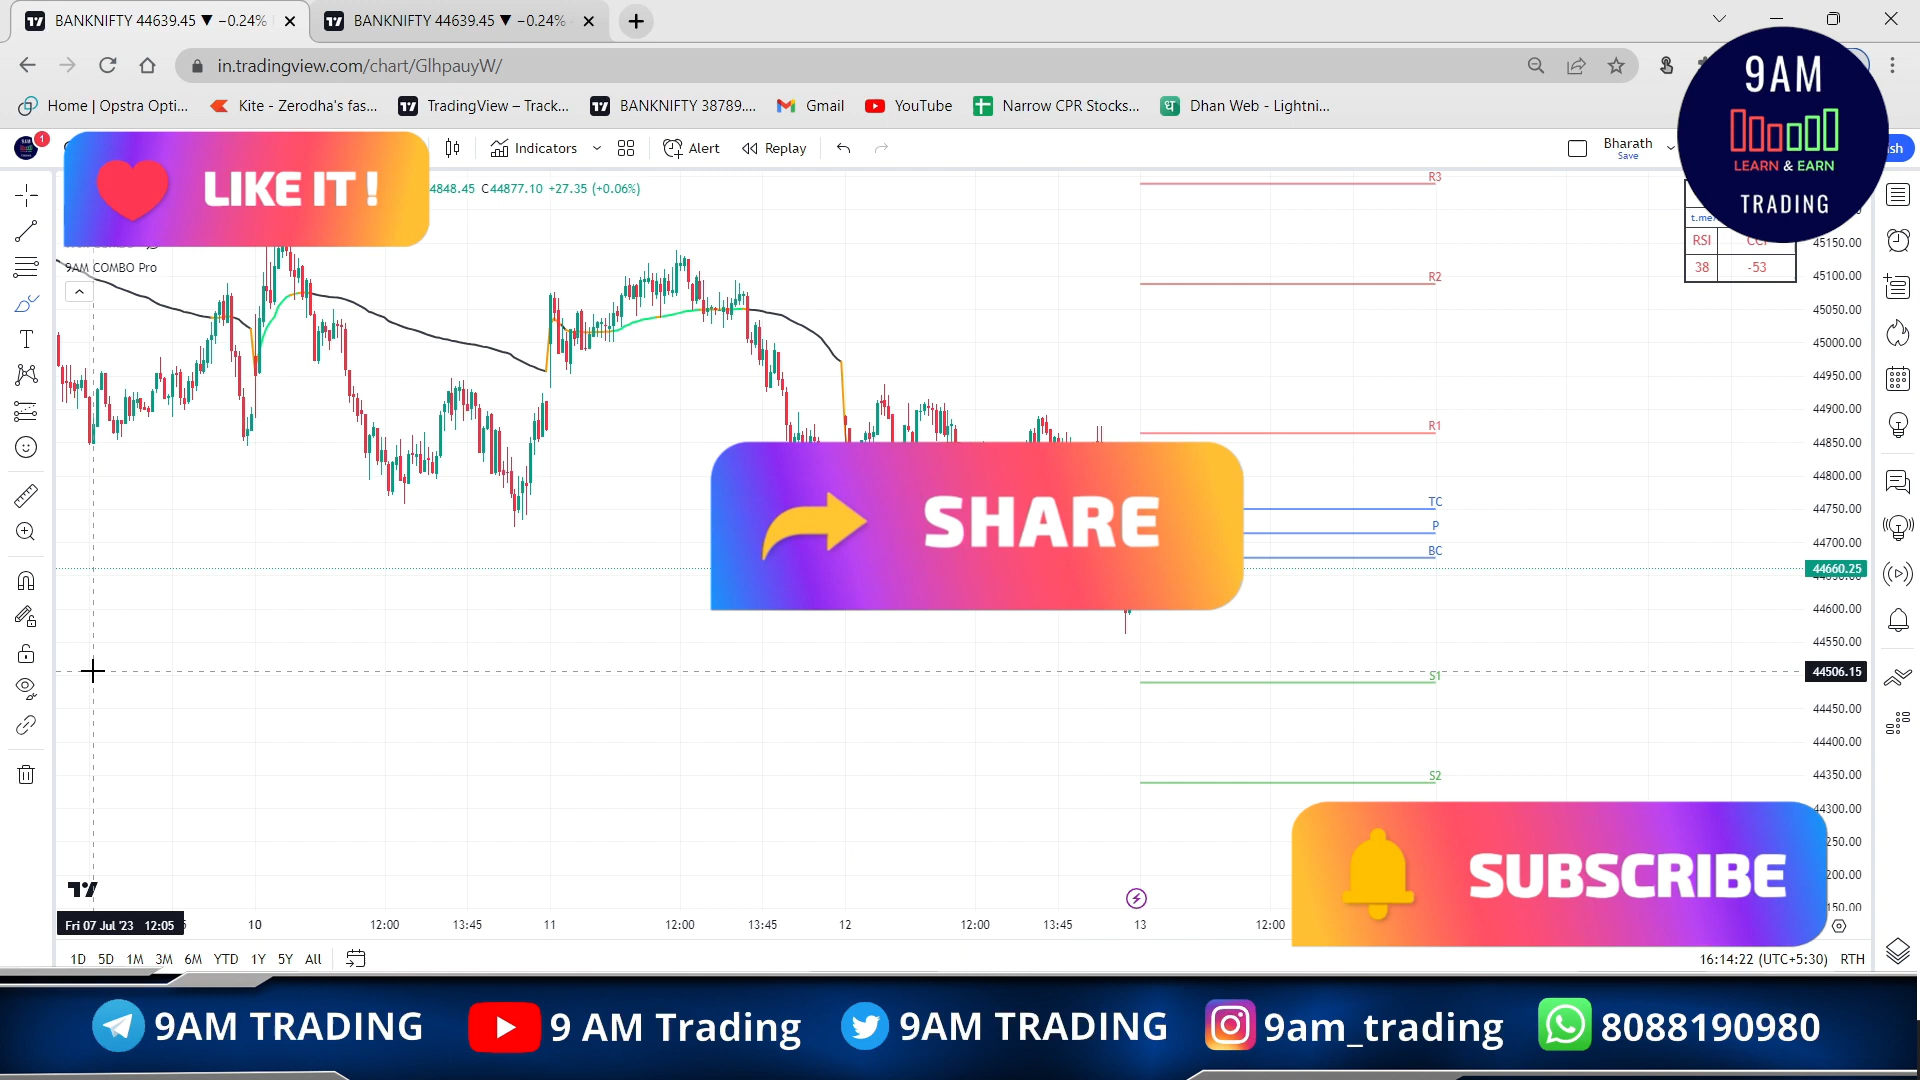 BANKNIFTY 44639.45 ▼ −0.24%
BANKNIFTY 44639.45 ▼ −0.24%
in.tradingview.com/chart/GlhpauyW/
Home | Opstra Opti...
Kite - Zerodha's fas...
TradingView – Track...
BANKNIFTY 38789....
Gmail
YouTube
Narrow CPR Stocks...
Dhan Web - Lightni...
9AM
LEARN & EARN
TRADING
1
Indicators
Alert
Replay
Bharath
Save
LIKE IT !
4848.45 C44877.10 +27.35 (+0.06%)
9AM COMBO Pro
R3
R2
R1
TC
P
BC
S1
S2
RSI
38
-53
45150.00
45100.00
45050.00
45000.00
44950.00
44900.00
44850.00
44800.00
44750.00
44700.00
44660.25
44600.00
44550.00
44506.15
44450.00
44400.00
44350.00
44300.00
250.00
200.00
150.00
SHARE
SUBSCRIBE
Fri 07 Jul '23 12:05
10
12:00
13:45
11
12:00
13:45
12
12:00
13:45
13
12:00
1D 5D 1M 3M 6M YTD 1Y 5Y All
16:14:22 (UTC+5:30) RTH
9AM TRADING
9 AM Trading
9AM TRADING
9am_trading
8088190980